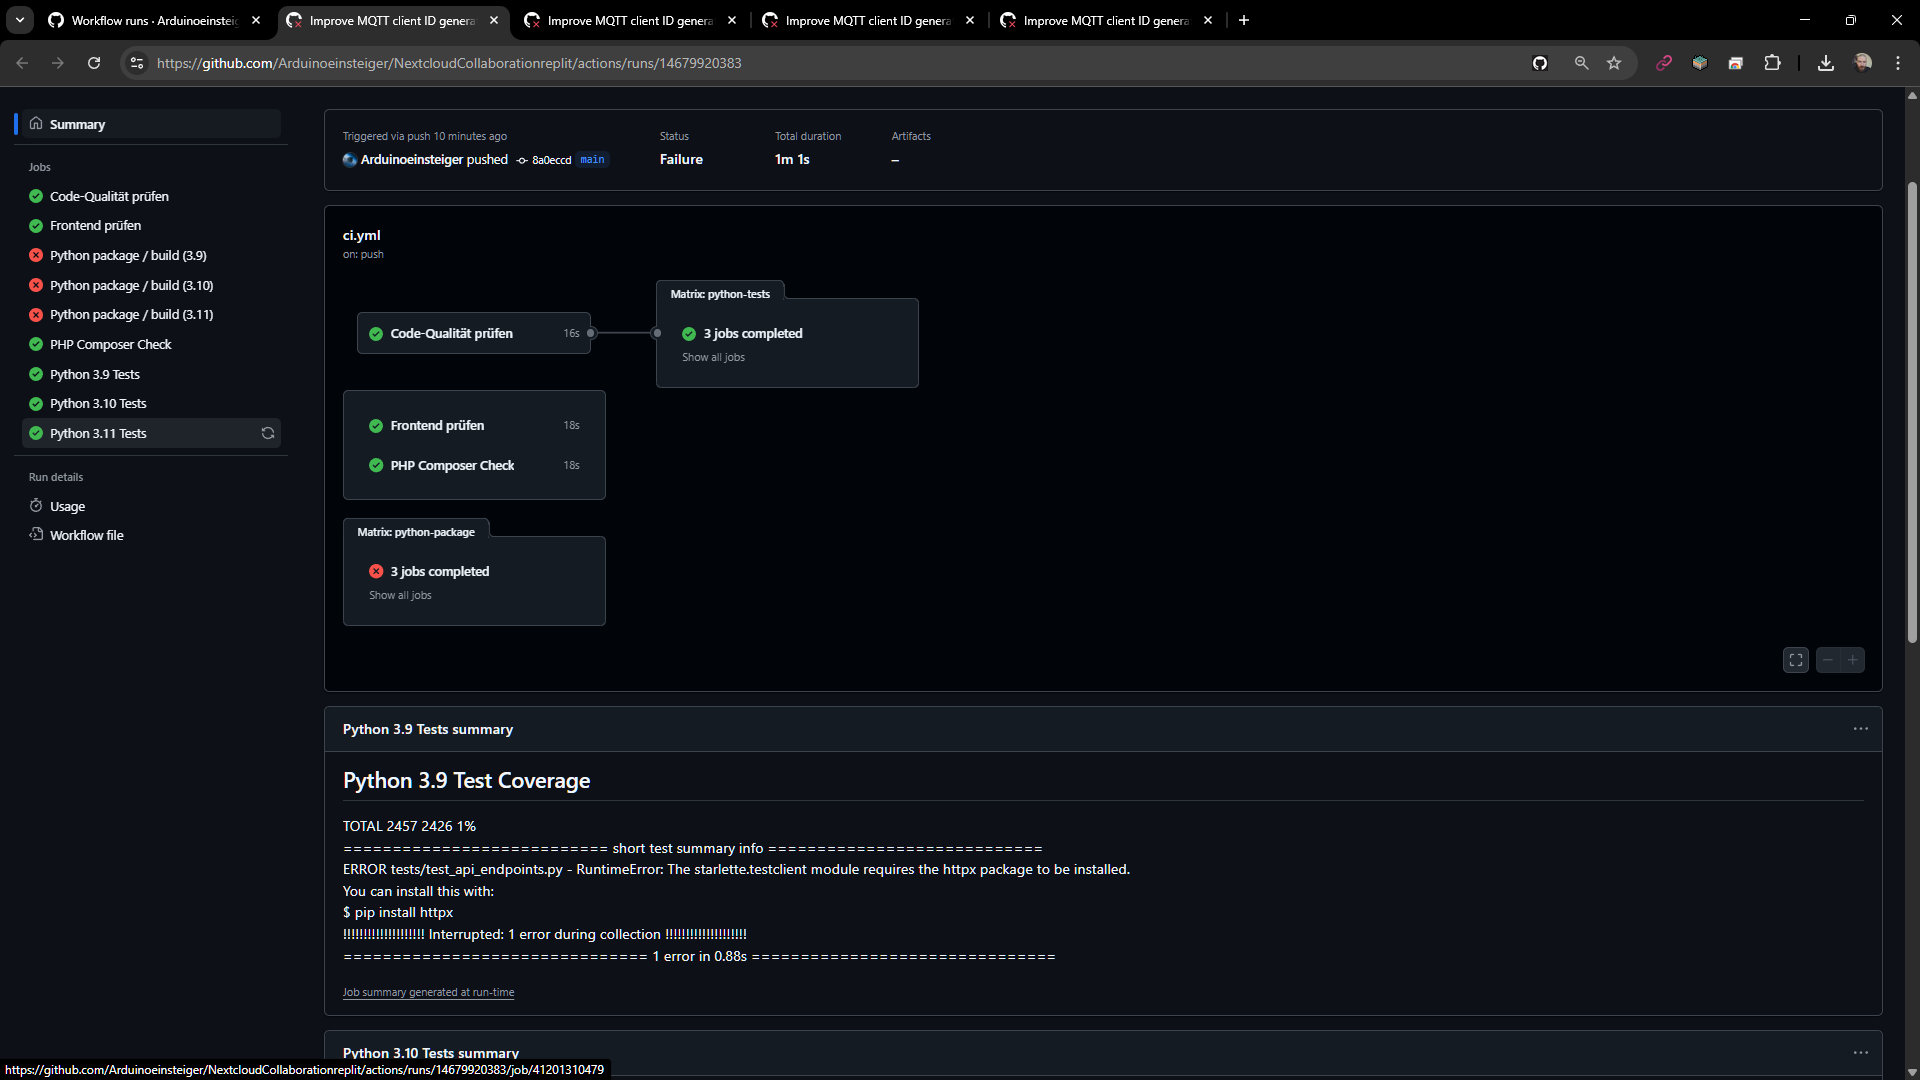 Workflow runs · Arduinoeinsteig
Improve MQTT client ID genera
Improve MQTT client ID genera
Improve MQTT client ID genera
Improve MQTT client ID genera
https://github.com/Arduinoeinsteiger/NextcloudCollaborationreplit/actions/runs/14679920383
Summary
Jobs
Code-Qualität prüfen
Frontend prüfen
Python package / build (3.9)
Python package / build (3.10)
Python package / build (3.11)
PHP Composer Check
Python 3.9 Tests
Python 3.10 Tests
Python 3.11 Tests
Run details
Usage
Workflow file
Triggered via push 10 minutes ago
Arduinoeinsteiger pushed 8a0eccd main
Status
Failure
Total duration
1m 1s
Artifacts
–
ci.yml
on: push
Code-Qualität prüfen 16s
Matrix: python-tests
3 jobs completed
Show all jobs
Frontend prüfen 18s
PHP Composer Check 18s
Matrix: python-package
3 jobs completed
Show all jobs
Python 3.9 Tests summary
Python 3.9 Test Coverage
TOTAL 2457 2426 1%
=========================== short test summary info ============================
ERROR tests/test_api_endpoints.py - RuntimeError: The starlette.testclient module requires the httpx package to be installed.
You can install this with:
$ pip install httpx
!!!!!!!!!!!!!!!!!!!! Interrupted: 1 error during collection !!!!!!!!!!!!!!!!!!!!
=============================== 1 error in 0.88s ===============================
Job summary generated at run-time
Python 3.10 Tests summary
https://github.com/Arduinoeinsteiger/NextcloudCollaborationreplit/actions/runs/14679920383/job/41201310479